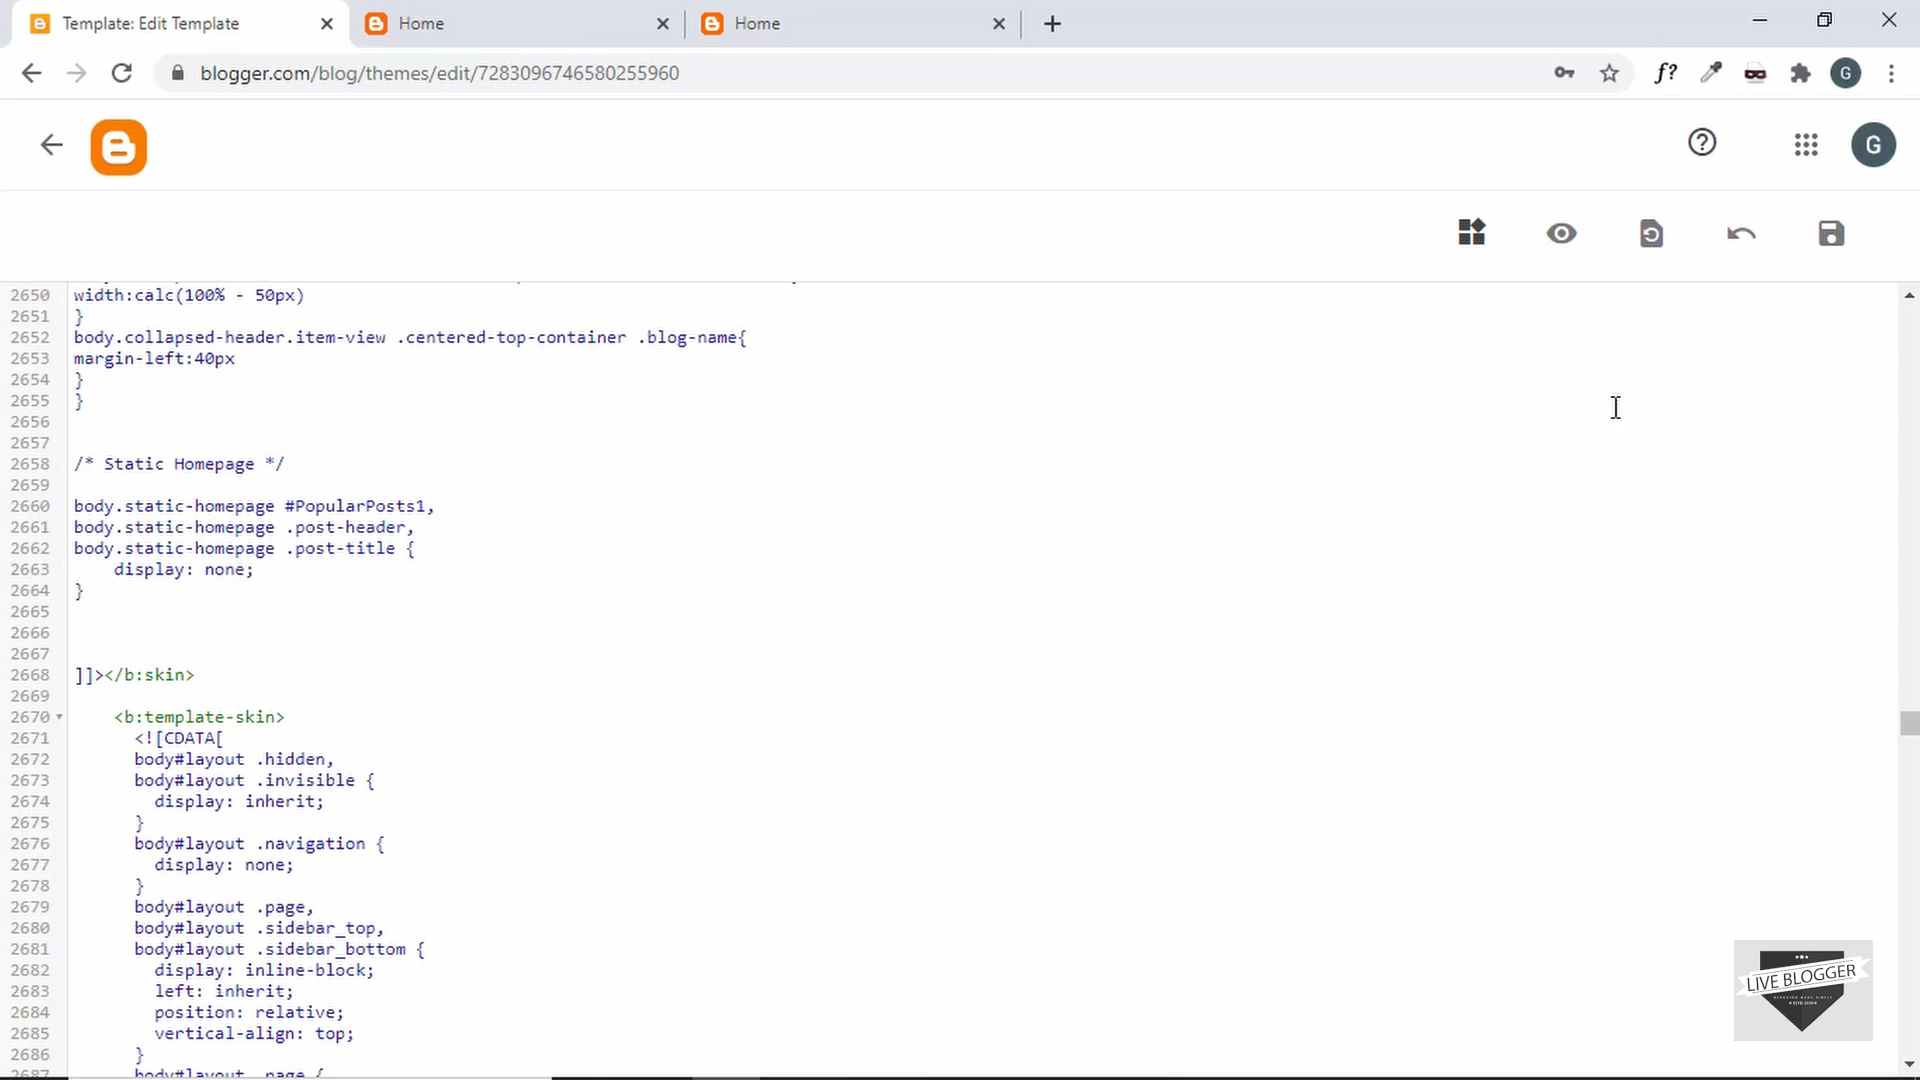 Template: Edit Template
Home
Home
blogger.com/blog/themes/edit/7283096746580255960
f?
G
G
2650 width:calc(100% - 50px)
2651 }
2652 body.collapsed-header.item-view .centered-top-container .blog-name{
2653 margin-left:40px
2654 }
2655 }
2656
2657
2658 /* Static Homepage */
2659
2660 body.static-homepage #PopularPosts1,
2661 body.static-homepage .post-header,
2662 body.static-homepage .post-title {
2663 display: none;
2664 }
2665
2666
2667
2668 ]]></b:skin>
2669
2670 <b:template-skin>
2671 <![CDATA[
2672 body#layout .hidden,
2673 body#layout .invisible {
2674 display: inherit;
2675 }
2676 body#layout .navigation {
2677 display: none;
2678 }
2679 body#layout .page,
2680 body#layout .sidebar_top,
2681 body#layout .sidebar_bottom {
2682 display: inline-block;
2683 left: inherit;
2684 position: relative;
2685 vertical-align: top;
2686 }
2687 body#layout .page {
LIVE BLOGGER